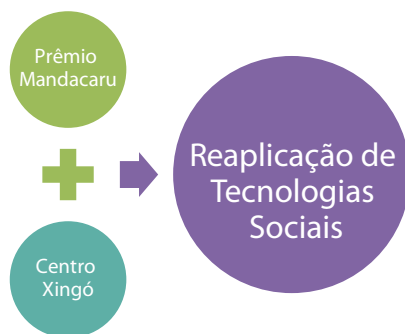 Prêmio
Mandacaru
Reaplicação de
Tecnologias
Sociais
Centro
Xingó